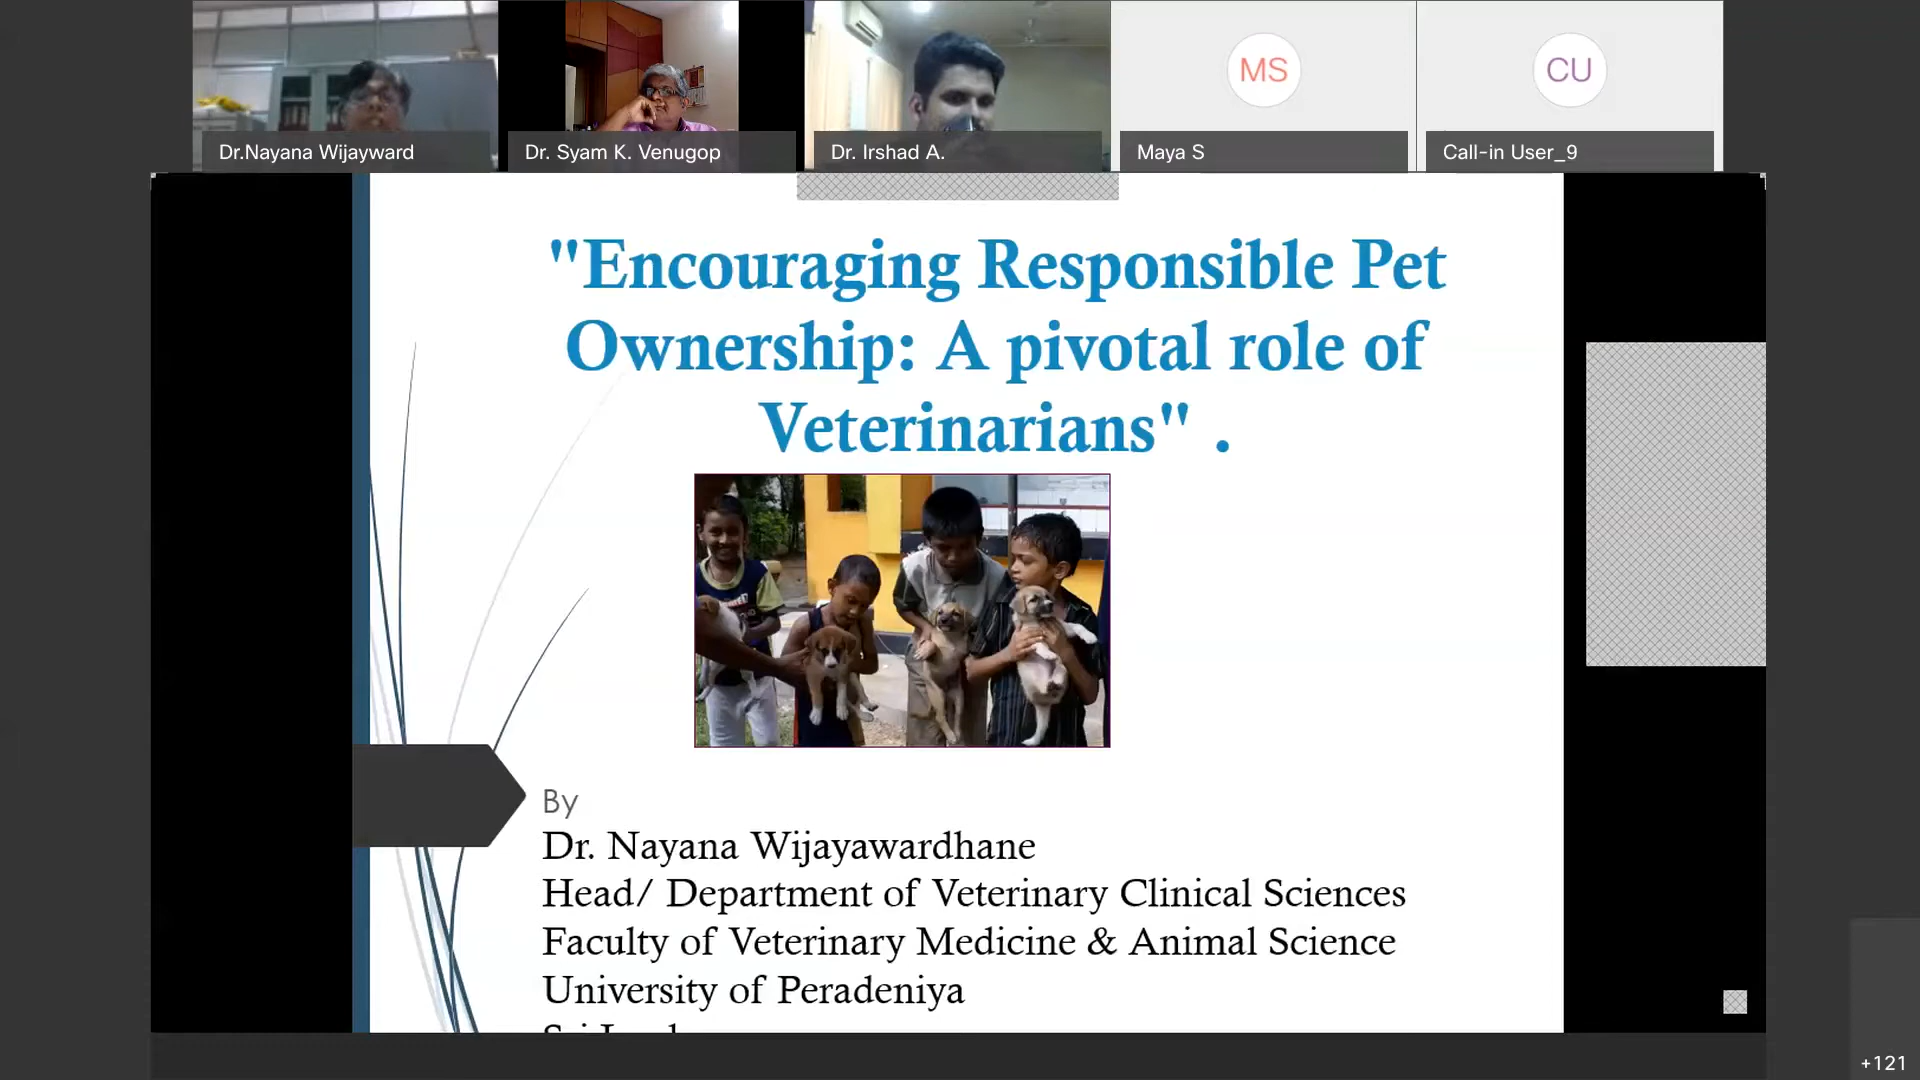 MS
CU
Dr.Nayana Wijayward
Dr. Syam K. Venugop
Dr. Irshad A.
Maya S
Call-in User_9
"Encouraging Responsible Pet
Ownership: A pivotal role of
Veterinarians" .
By
Dr. Nayana Wijayawardhane
Head/ Department of Veterinary Clinical Sciences
Faculty of Veterinary Medicine & Animal Science
University of Peradeniya
+121